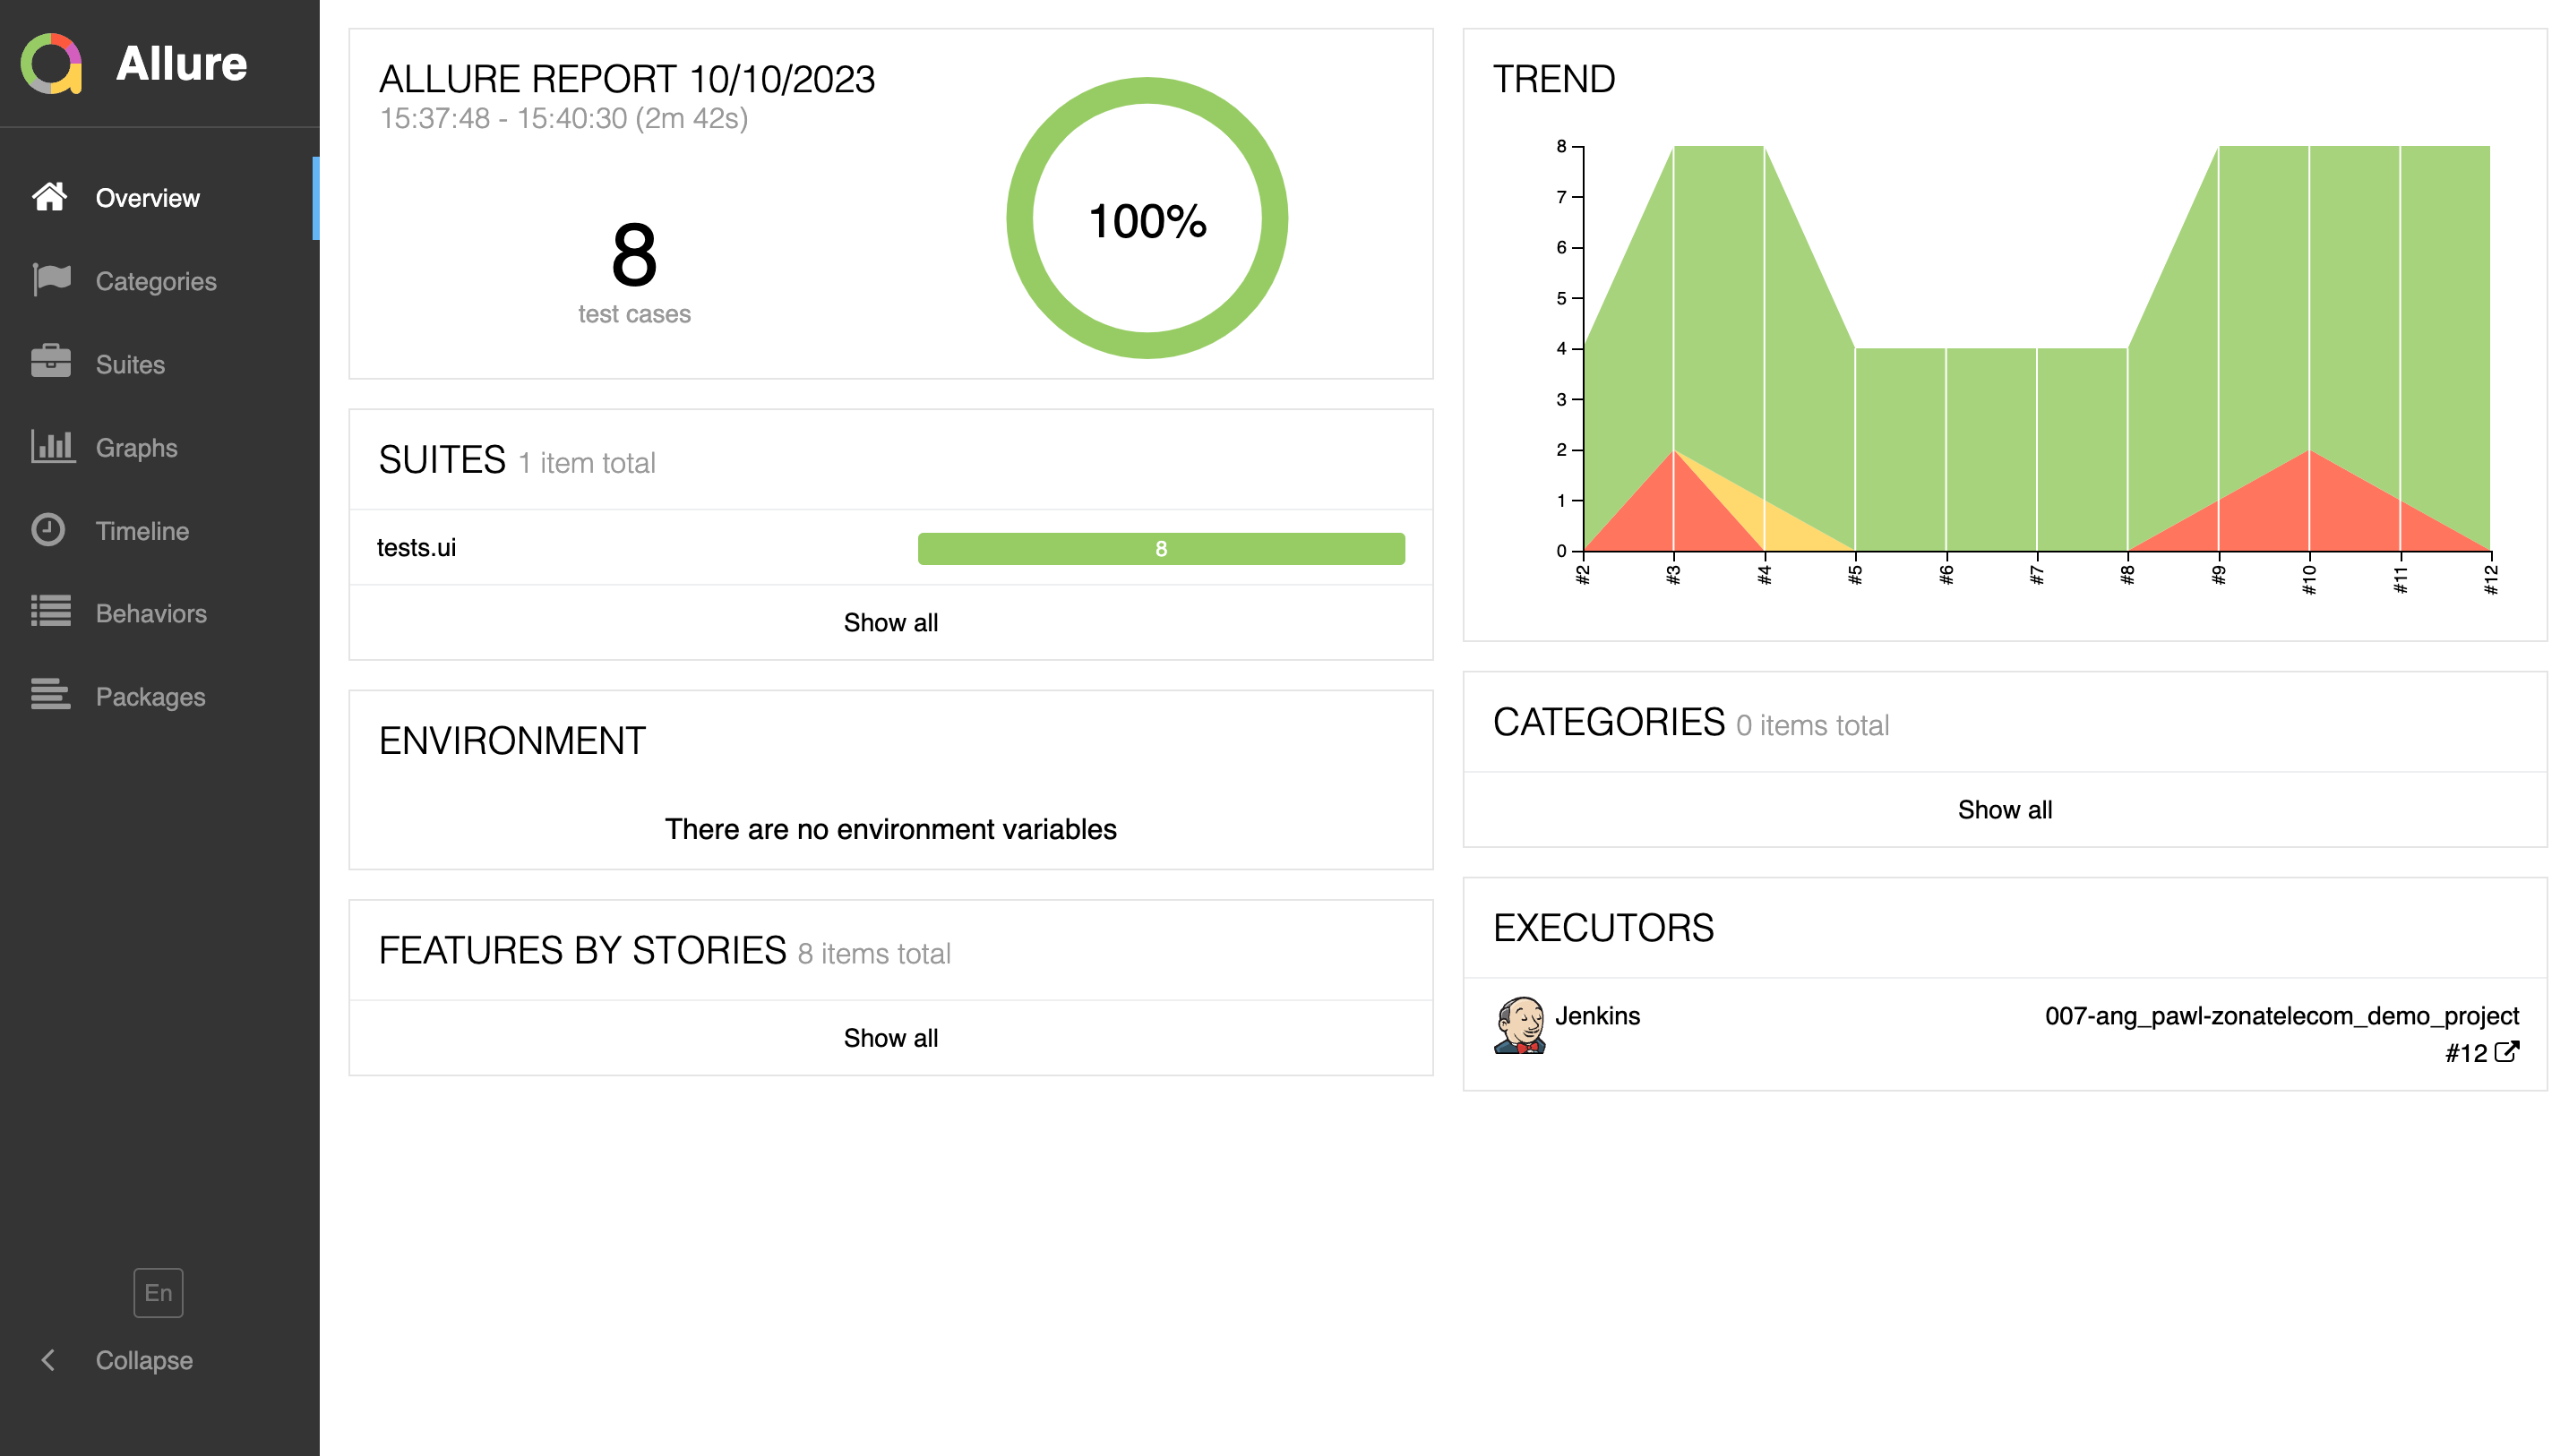 Allure
Overview
Categories
Suites
Graphs
Timeline
Behaviors
Packages
En
Collapse
ALLURE REPORT 10/10/2023
15:37:48 - 15:40:30 (2m 42s)
8
test cases
100%
SUITES 1 item total
tests.ui 8
Show all
ENVIRONMENT
There are no environment variables
FEATURES BY STORIES 8 items total
Show all
TREND
8
7
6
5
4
3
2
1
0
#2 #3 #4 #5 #6 #7 #8 #9 #10 #11 #12
CATEGORIES 0 items total
Show all
EXECUTORS
Jenkins 007-ang_pawl-zonatelecom_demo_project
#12